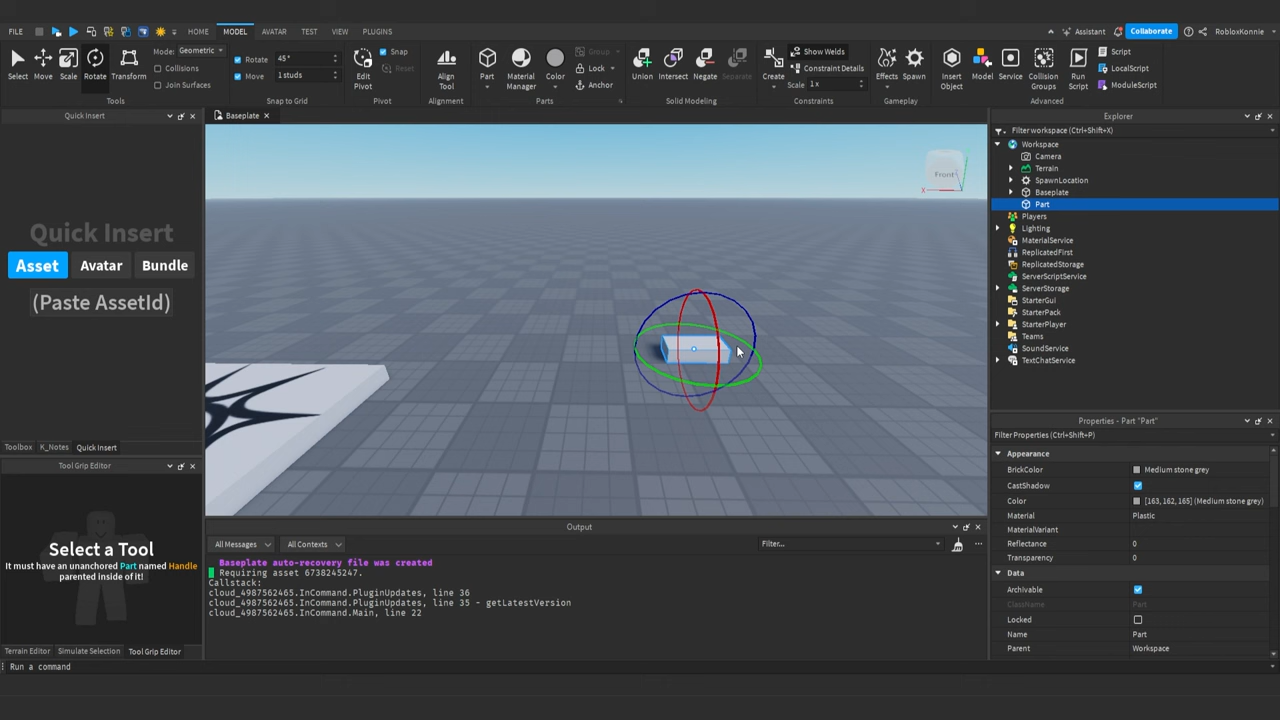 FILE HOME MODEL AVATAR TEST VIEW PLUGINS Assistant Collaborate RobloxKonnie
Select Move Scale Rotate Transform
Mode: Geometric
Collisions
Join Surfaces
Tools
Rotate 45°
Move 1 studs
Snap to Grid
Edit Pivot
Snap
Reset
Pivot
Align Tool
Alignment
Part Material Manager Color
Group
Lock
Anchor
Parts
Union Intersect Negate Separate
Solid Modeling
Create
Show Welds
Constraint Details
Scale 1x
Constraints
Effects Spawn
Gameplay
Insert Object Model Service Collision Groups Run Script
Script
LocalScript
ModuleScript
Advanced
Quick Insert
Quick Insert
Asset Avatar Bundle
(Paste AssetId)
Toolbox K_Notes Quick Insert
Tool Grip Editor
Select a Tool
It must have an unanchored Part named Handle
parented inside of it!
Terrain Editor Simulate Selection Tool Grip Editor
Baseplate
Front
X
Output
All Messages All Contexts Filter...
Baseplate auto-recovery file was created
Requiring asset 6738245247.
Callstack:
cloud_4987562465.InCommand.PluginUpdates, line 36
cloud_4987562465.InCommand.PluginUpdates, line 35 - getLatestVersion
cloud_4987562465.InCommand.Main, line 22
Run a command
Explorer
Filter workspace (Ctrl+Shift+X)
Workspace
Camera
Terrain
SpawnLocation
Baseplate
Part
Players
Lighting
MaterialService
ReplicatedFirst
ReplicatedStorage
ServerScriptService
ServerStorage
StarterGui
StarterPack
StarterPlayer
Teams
SoundService
TextChatService
Properties - Part "Part"
Filter Properties (Ctrl+Shift+P)
Appearance
BrickColor Medium stone grey
CastShadow
Color [163, 162, 165] (Medium stone grey)
Material Plastic
MaterialVariant
Reflectance 0
Transparency 0
Data
Archivable
ClassName Part
Locked
Name Part
Parent Workspace